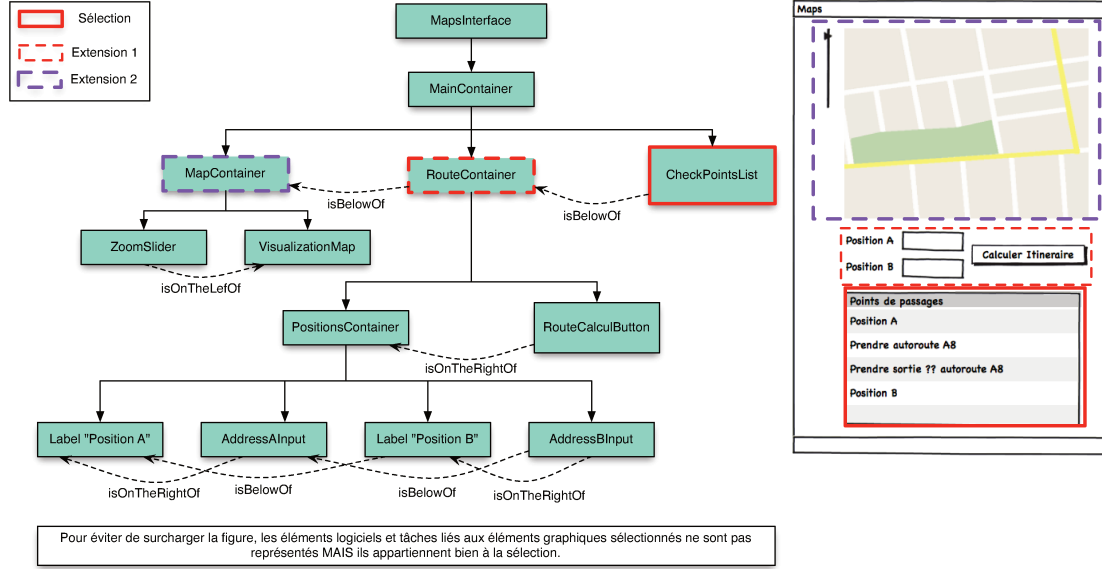 Sélection
Extension 1
Extension 2
MapsInterface
MainContainer
MapContainer
RouteContainer
CheckPointsList
isBelowOf
isBelowOf
ZoomSlider
VisualizationMap
isOnTheLefOf
PositionsContainer
RouteCalculButton
isOnTheRightOf
Label "Position A"
AddressAInput
Label "Position B"
AddressBInput
isOnTheRightOf
isBelowOf
isBelowOf
isOnTheRightOf
Pour éviter de surcharger la figure, les éléments logiciels et tâches liés aux éléments graphiques sélectionnés ne sont pas
représentés MAIS ils appartiennent bien à la sélection.
Maps
Position A
Position B
Calculer Itineraire
Points de passages
Position A
Prendre autoroute A8
Prendre sortie ?? autoroute A8
Position B